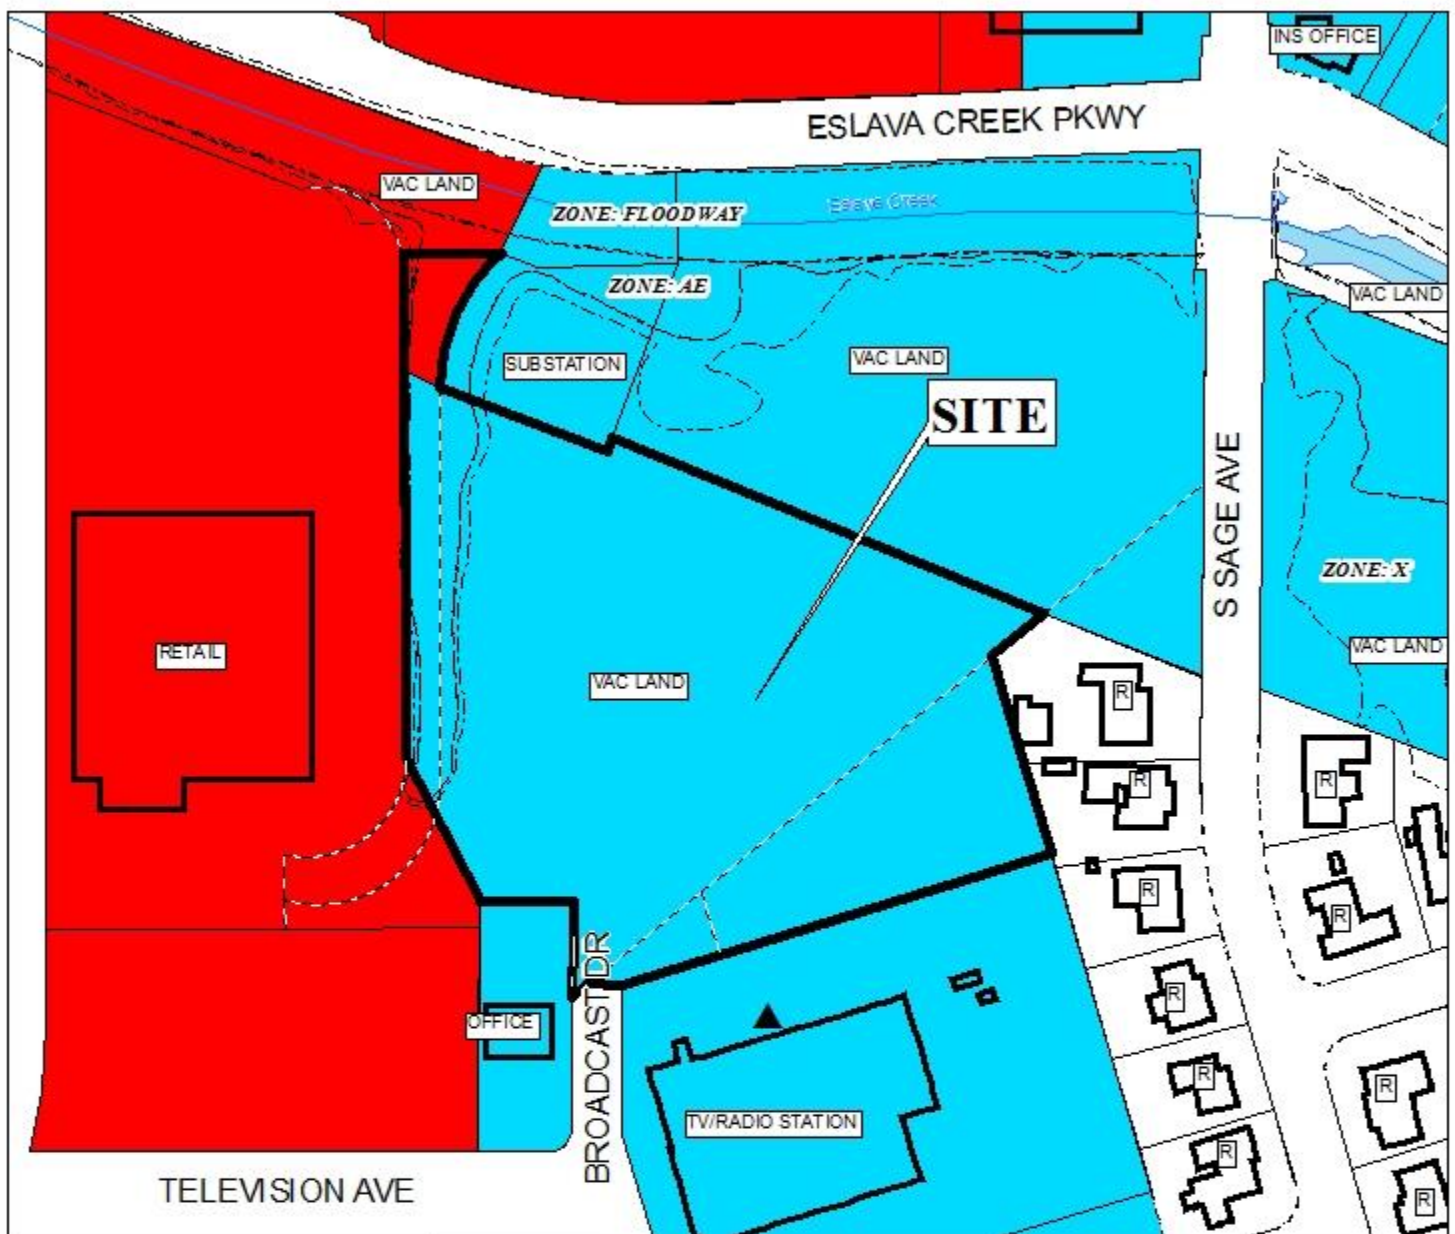 INS OFFICE
ESLAVA CREEK PKWY
VAC LAND
ZONE: FLOODWAY
Eslava Creek
ZONE: AE
VAC LAND
SUBSTATION
VAC LAND
SITE
S SAGE AVE
ZONE: X
RETAIL
VAC LAND
VAC LAND
R
R
R
R
R
R
R
R
R
R
OFFICE
BROADCAST DR
TV/RADIO STATION
TELEVISION AVE